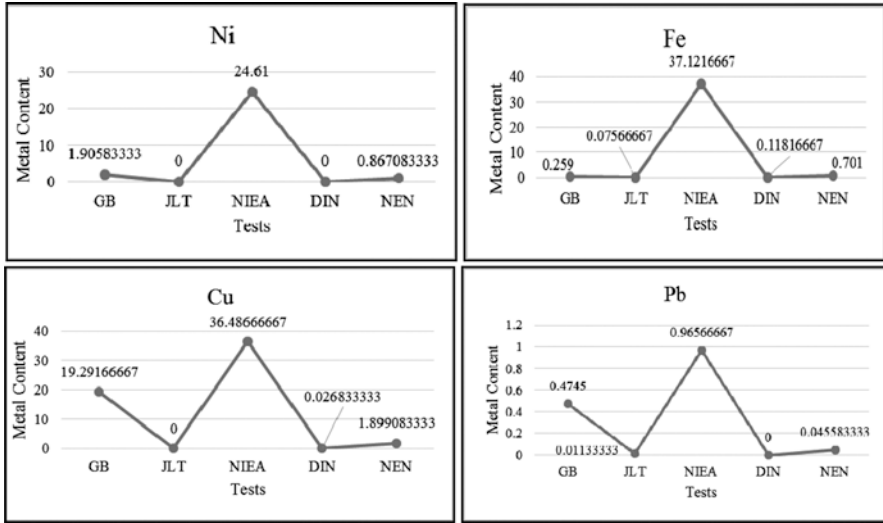 Ni
24.61
30
20
10
0
Metal Content
1.90583333
0
0
0.867083333
GB JLT NIEA DIN NEN
Tests
Fe
37.1216667
40
30
20
10
0
Metal Content
0.259
0.07566667
0.11816667
0.701
GB JLT NIEA DIN NEN
Tests
Cu
36.48666667
40
30
20
10
0
Metal Content
19.29166667
0
0.026833333
1.899083333
GB JLT NIEA DIN NEN
Tests
Pb
1.2
1
0.8
0.6
0.4
0.2
0
Metal Content
0.96566667
0.4745
0.01133333
0
0.045583333
GB JLT NIEA DIN NEN
Tests